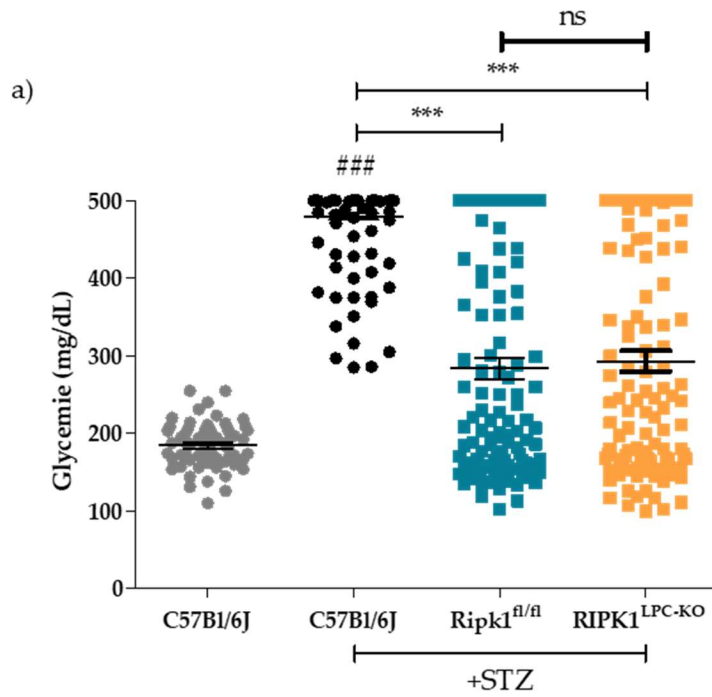 ns
***
a)
***
###
500
400
300
200
100
0
Glycemie (mg/dL)
C57Bl/6J
C57Bl/6J
Ripk1fl/fl
RIPK1LPC-KO
+STZ